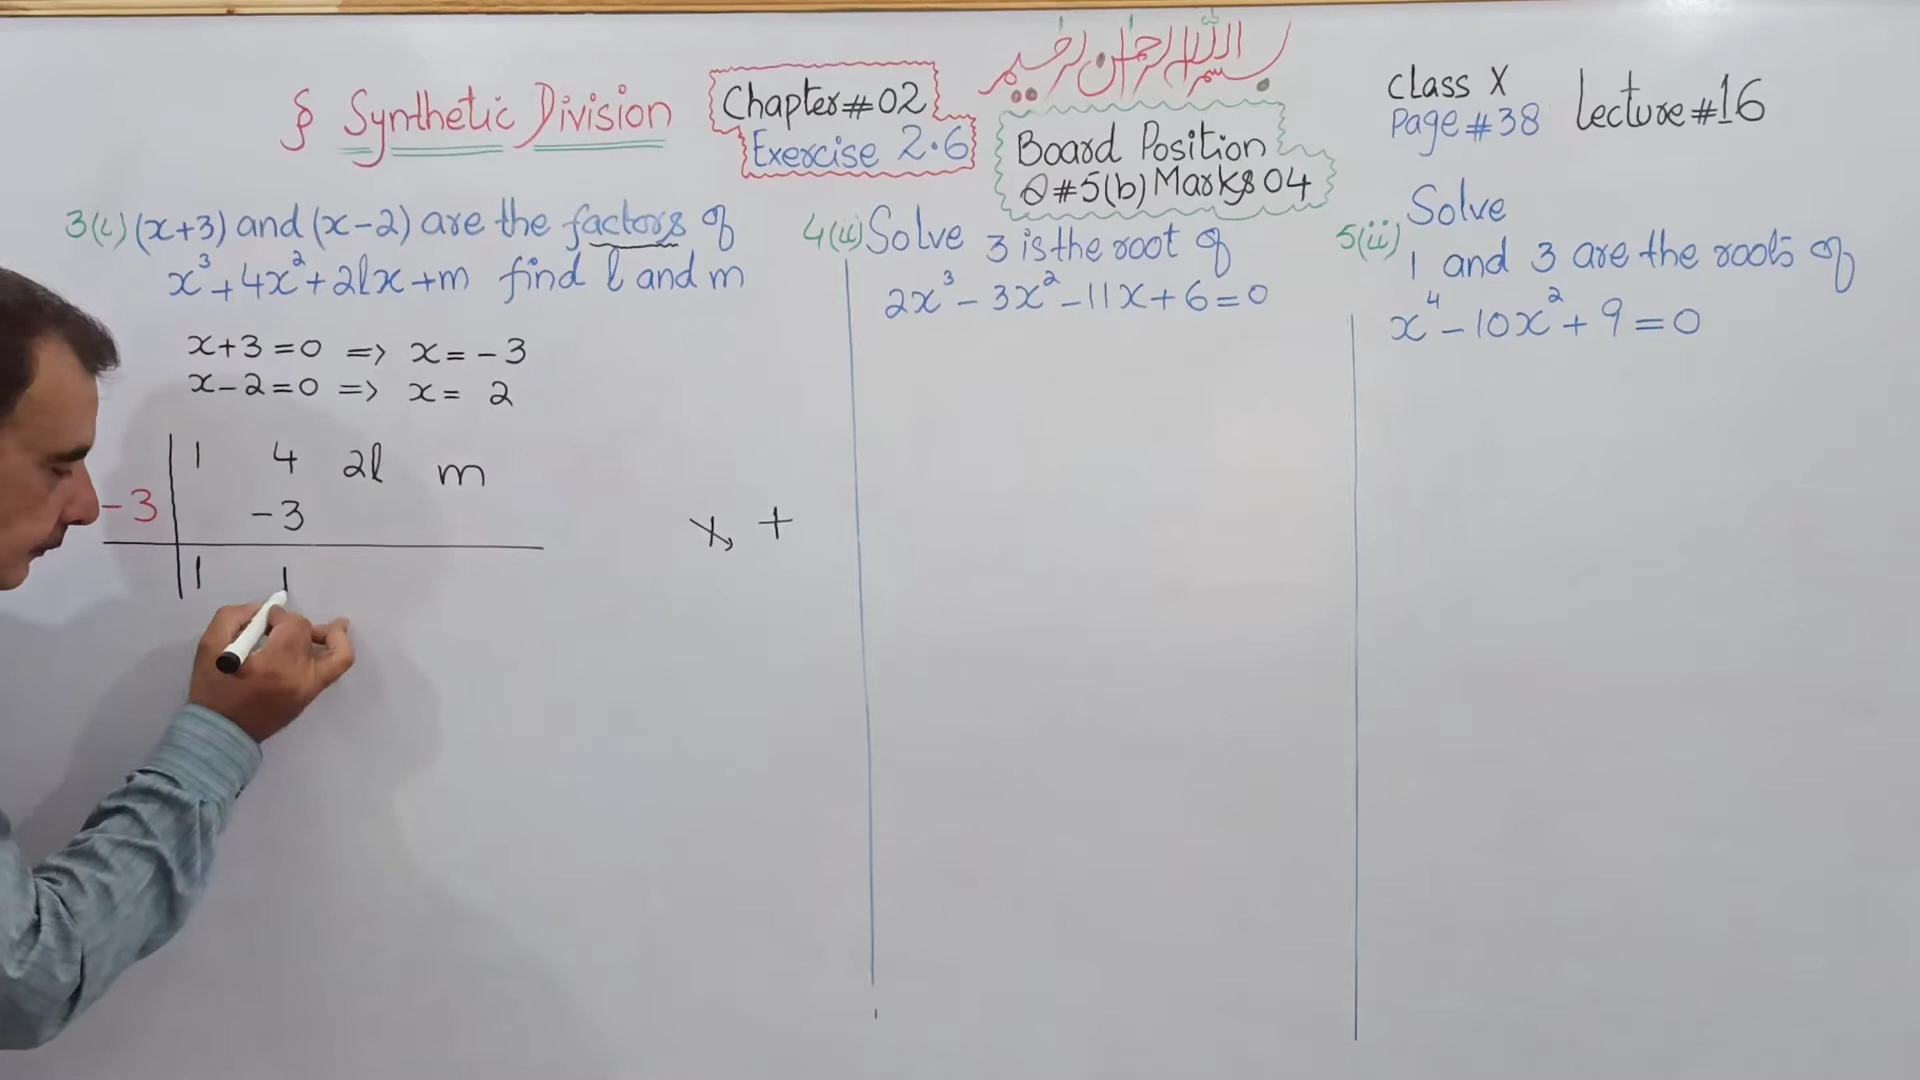 بسم اللہ الرحمٰن الرحیم
§ Synthetic Division
Chapter # 02
Exercise 2.6
Board Position
Q#5(b) Marks 04
Class X
Page # 38
Lecture #16
3(i) (x+3) and (x-2) are the factors of
x³+4x²+2lx+m find l and m
x+3=0 => x=-3
x-2=0 => x= 2
1 4 2l m
-3 -3
1 1
x, +
4(ii) Solve 3 is the root of
2x³-3x²-11x+6=0
5(ii) Solve
1 and 3 are the roots of
x⁴-10x²+9=0